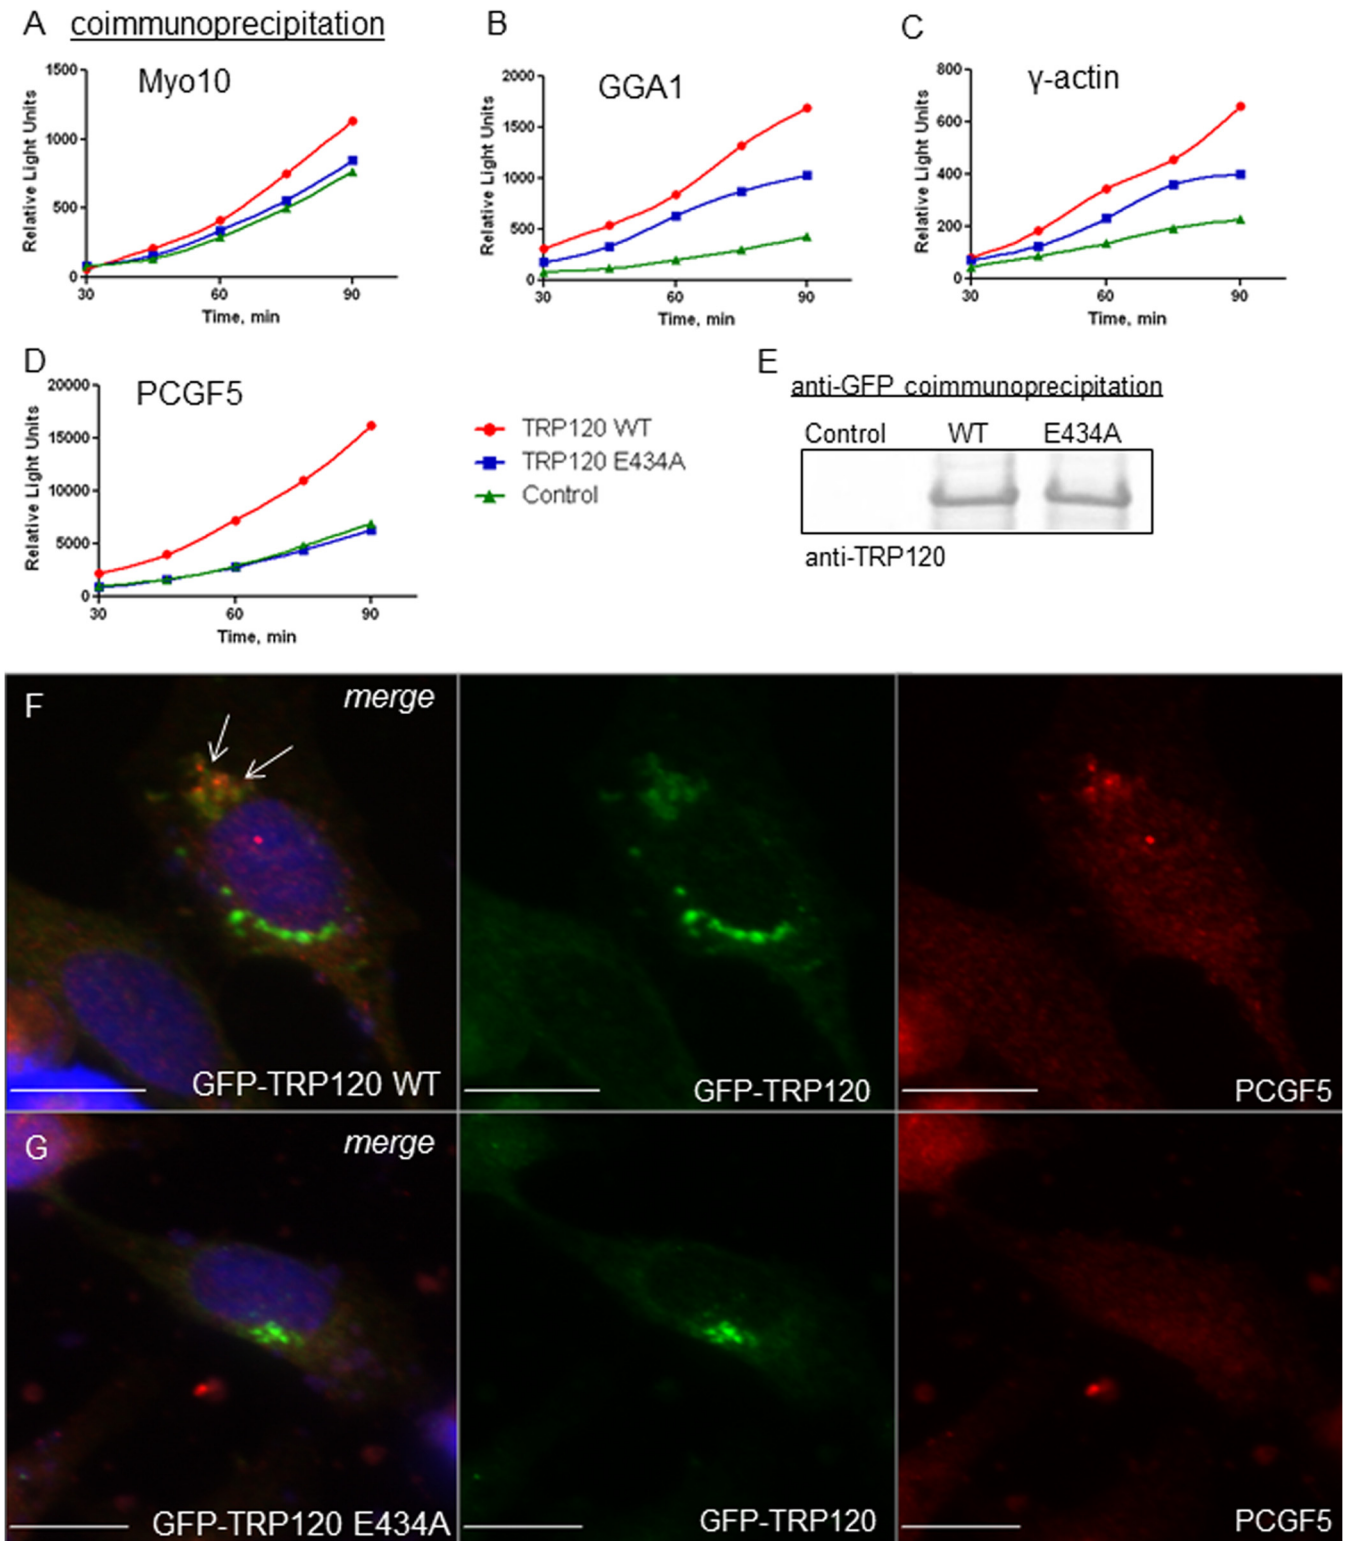 A coimmunoprecipitation
Myo10
Relative Light Units
1500
1000
500
0
30 60 90
Time, min
B
GGA1
Relative Light Units
2000
1500
1000
500
0
30 60 90
Time, min
C
γ-actin
Relative Light Units
800
600
400
200
0
30 60 90
Time, min
D
PCGF5
Relative Light Units
20000
15000
10000
5000
0
30 60 90
Time, min
TRP120 WT
TRP120 E434A
Control
E
anti-GFP coimmunoprecipitation
Control WT E434A
anti-TRP120
F merge
GFP-TRP120 WT
GFP-TRP120
PCGF5
G merge
GFP-TRP120 E434A
GFP-TRP120
PCGF5